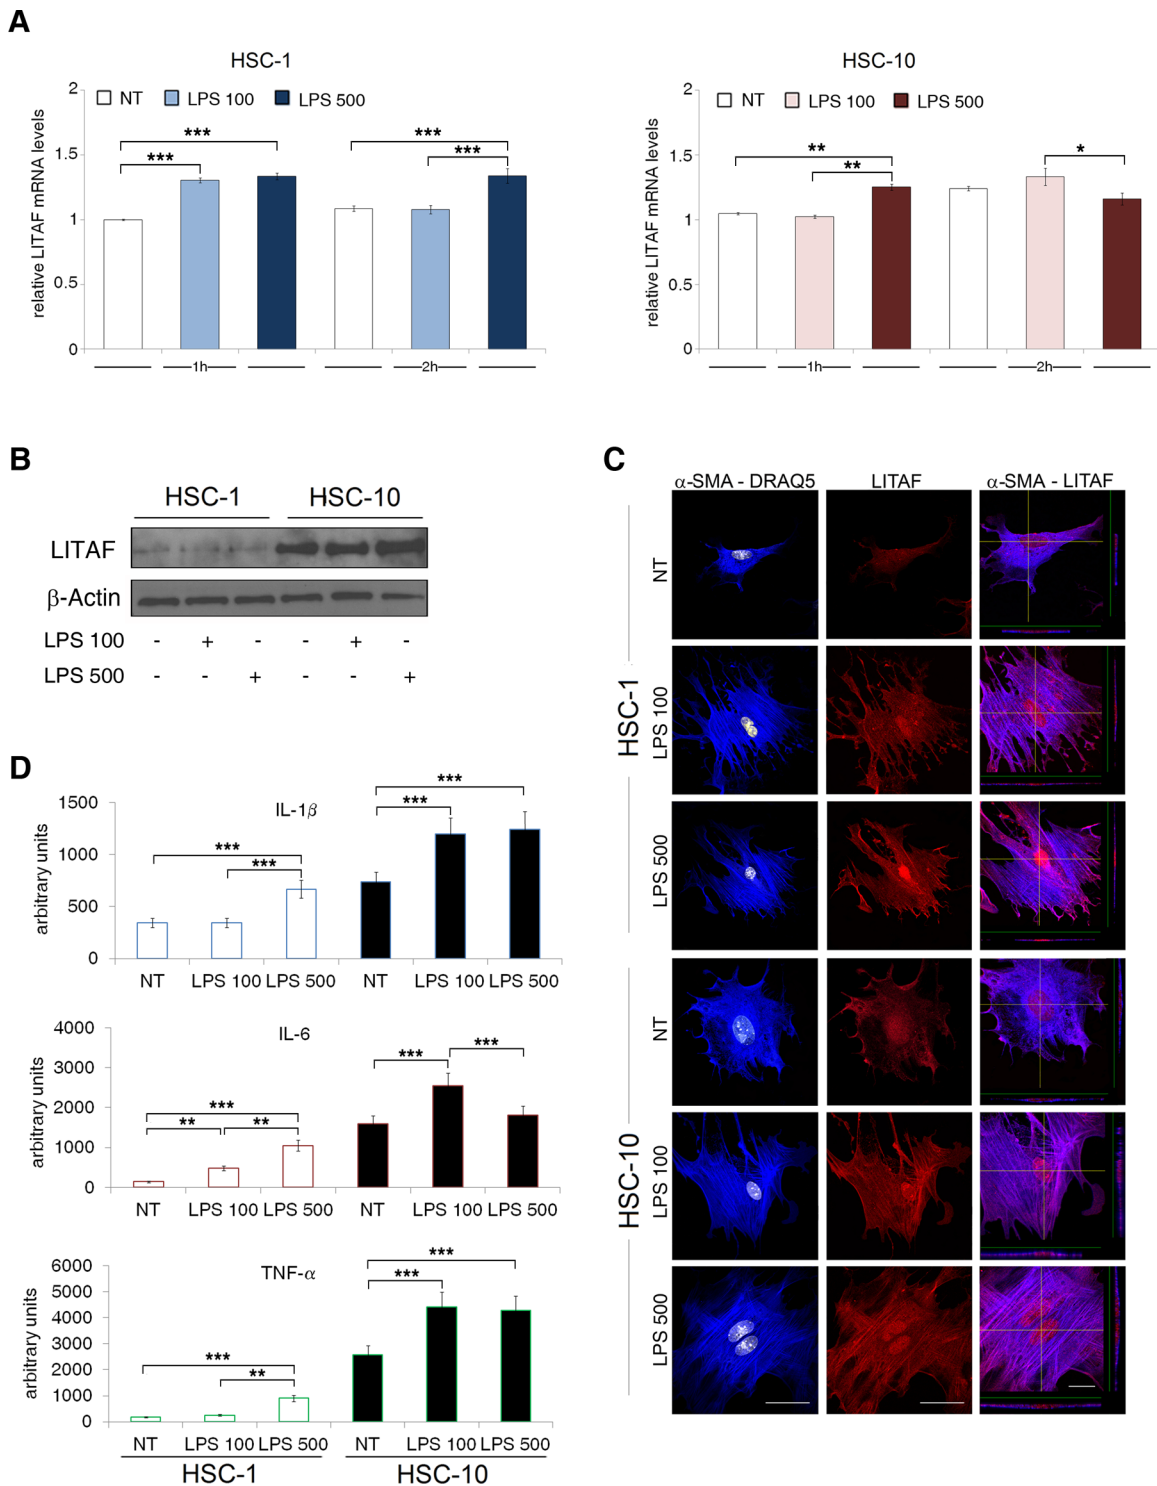 A
HSC-1
HSC-10
relative LITAF mRNA levels
2
1.5
1
0.5
0
NT
LPS 100
LPS 500
***
***
***
***
1h
2h
relative LITAF mRNA levels
2
1.5
1
0.5
0
NT
LPS 100
LPS 500
**
**
*
1h
2h
B
HSC-1
HSC-10
LITAF
β-Actin
LPS 100 - + - - + -
LPS 500 - - + - - +
C
α-SMA - DRAQ5
LITAF
α-SMA - LITAF
HSC-1
NT
LPS 100
LPS 500
HSC-10
NT
LPS 100
LPS 500
D
IL-1β
arbitrary units
1500
1000
500
0
***
***
***
***
NT LPS 100 LPS 500 NT LPS 100 LPS 500
IL-6
arbitrary units
4000
3000
2000
1000
0
***
**
**
***
***
NT LPS 100 LPS 500 NT LPS 100 LPS 500
TNF-α
arbitrary units
6000
5000
4000
3000
2000
1000
0
***
**
***
***
NT LPS 100 LPS 500 NT LPS 100 LPS 500
HSC-1
HSC-10